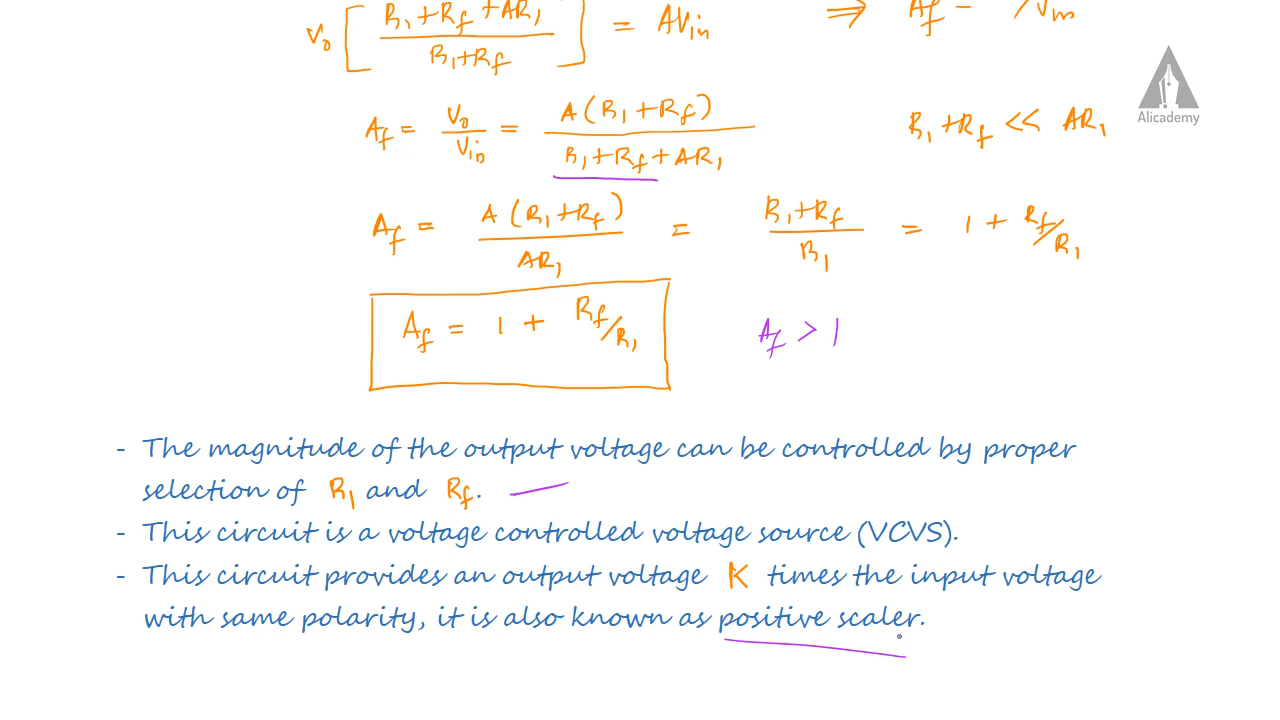 V₀ [ (R₁+Rf+AR₁)/(R₁+Rf) ] = AVin ⟹ Af = /Vin
Alicademy
Af = V₀/Vin = A(R₁+Rf)/(R₁+Rf+AR₁) R₁+Rf << AR₁
Af = A(R₁+Rf)/AR₁ = (R₁+Rf)/R₁ = 1 + Rf/R₁
Af = 1 + Rf/R₁ Af > 1
- The magnitude of the output voltage can be controlled by proper
selection of R₁ and Rf.
- This circuit is a voltage controlled voltage source (VCVS).
- This circuit provides an output voltage K times the input voltage
with same polarity, it is also known as positive scaler.